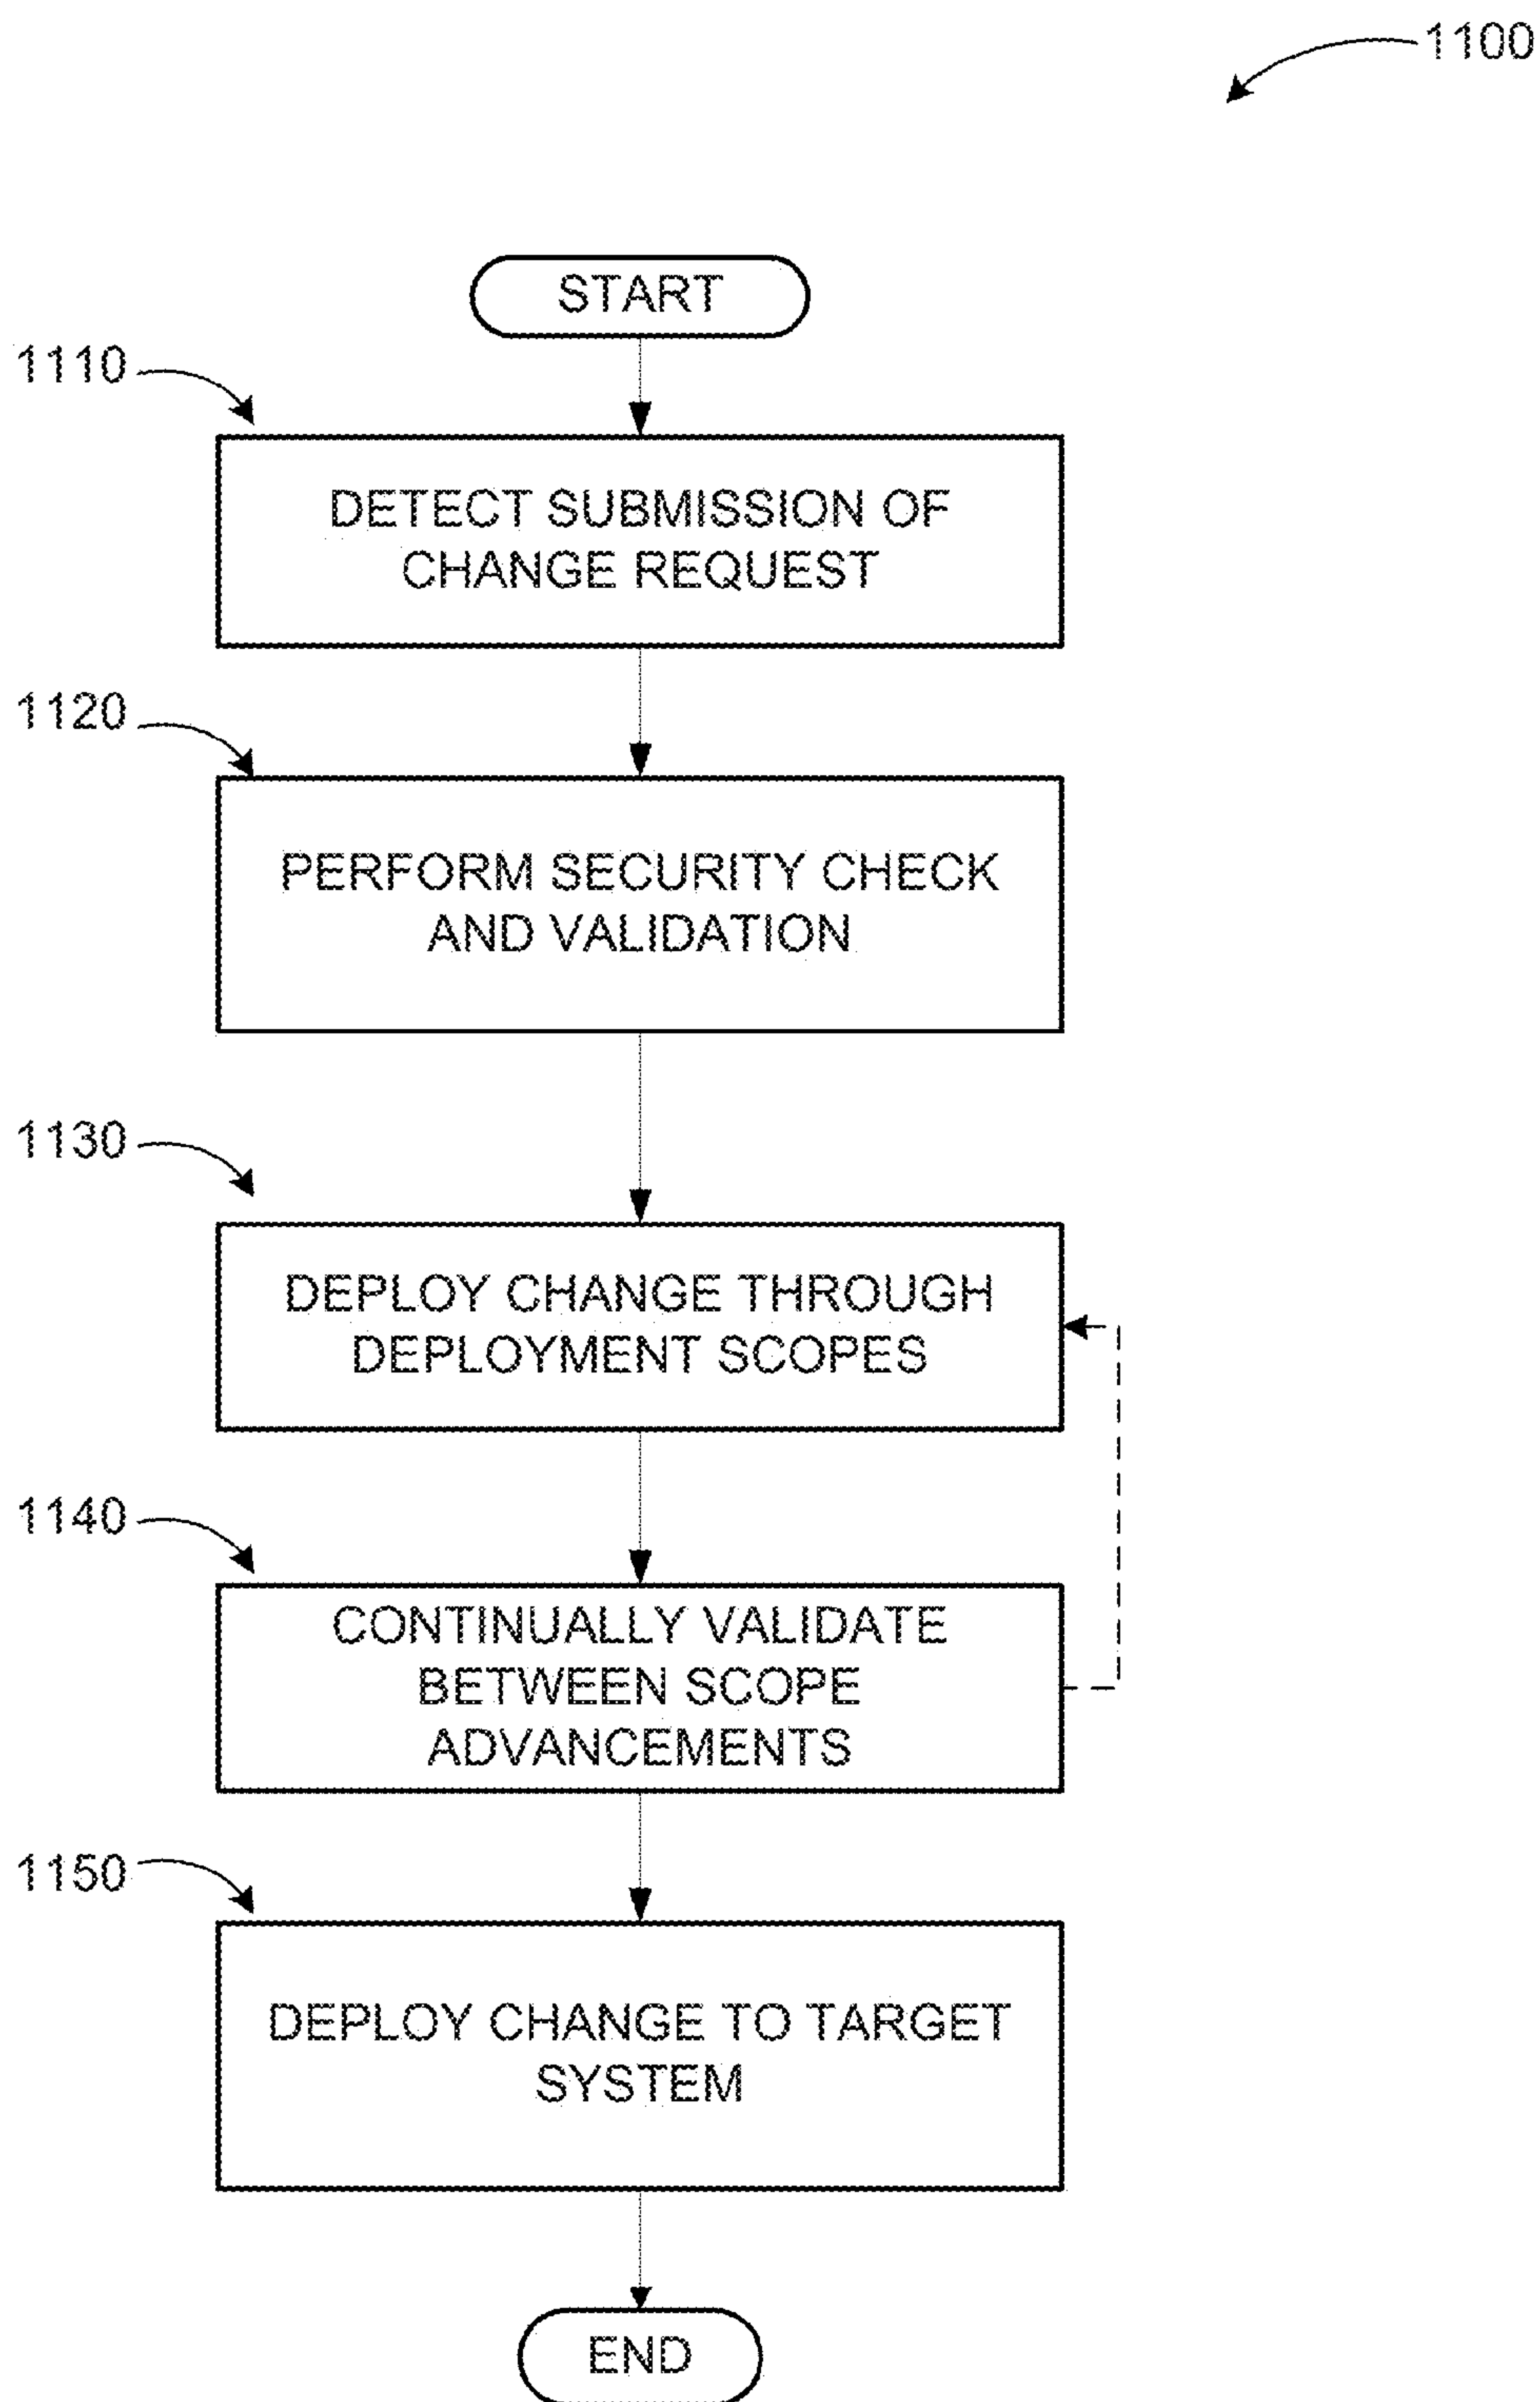 1100
START
1110
DETECT SUBMISSION OF
CHANGE REQUEST
1120
PERFORM SECURITY CHECK
AND VALIDATION
1130
DEPLOY CHANGE THROUGH
DEPLOYMENT SCOPES
1140
CONTINUALLY VALIDATE
BETWEEN SCOPE
ADVANCEMENTS
1150
DEPLOY CHANGE TO TARGET
SYSTEM
END